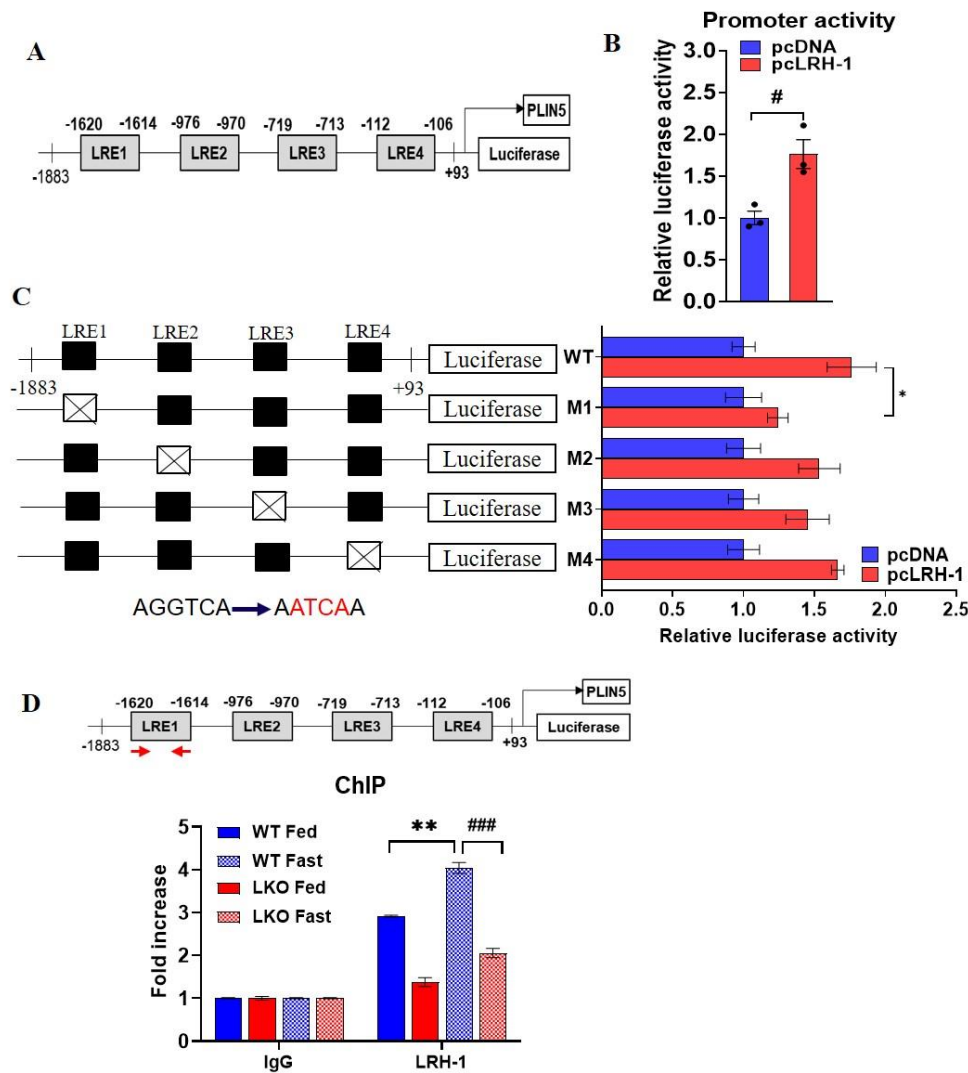 A
-1620 -1614 -976 -970 -719 -713 -112 -106
PLIN5
LRE1 LRE2 LRE3 LRE4
Luciferase
-1883
+93
B
Promoter activity
pcDNA
pcLRH-1
#
Relative luciferase activity
3.0
2.5
2.0
1.5
1.0
0.5
0.0
C
LRE1 LRE2 LRE3 LRE4
-1883
+93
Luciferase
Luciferase
Luciferase
Luciferase
Luciferase
AGGTCA AATCAA
WT
M1
M2
M3
M4
*
pcDNA
pcLRH-1
0.0 0.5 1.0 1.5 2.0 2.5
Relative luciferase activity
D
-1620 -1614 -976 -970 -719 -713 -112 -106
PLIN5
LRE1 LRE2 LRE3 LRE4
Luciferase
-1883
+93
ChIP
WT Fed
WT Fast
LKO Fed
LKO Fast
** ###
Fold increase
5
4
3
2
1
0
IgG LRH-1